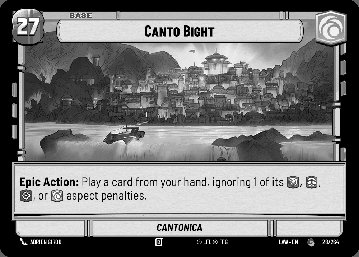 BASE
27
CANTO BIGHT
Epic Action: Play a card from your hand, ignoring 1 of its
or aspect penalties.
CANTONICA